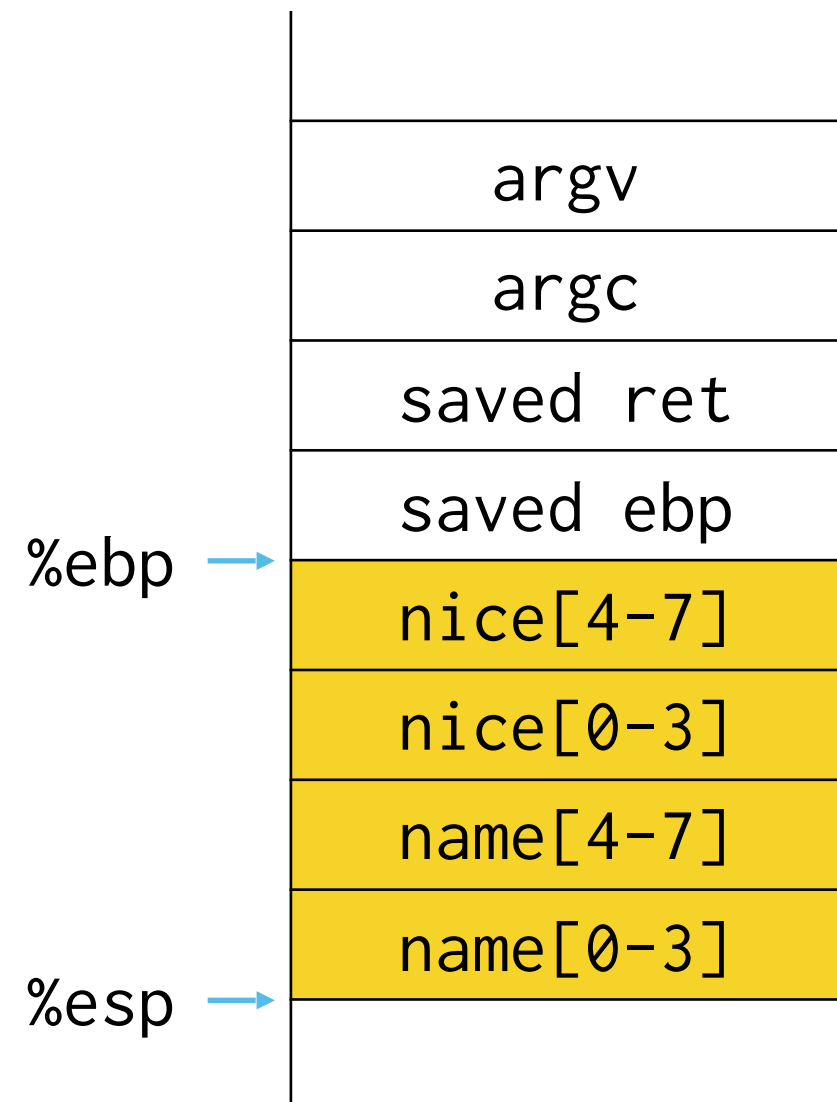 argv
argc
saved ret
saved ebp
%ebp
nice[4-7]
nice[0-3]
name[4-7]
name[0-3]
%esp